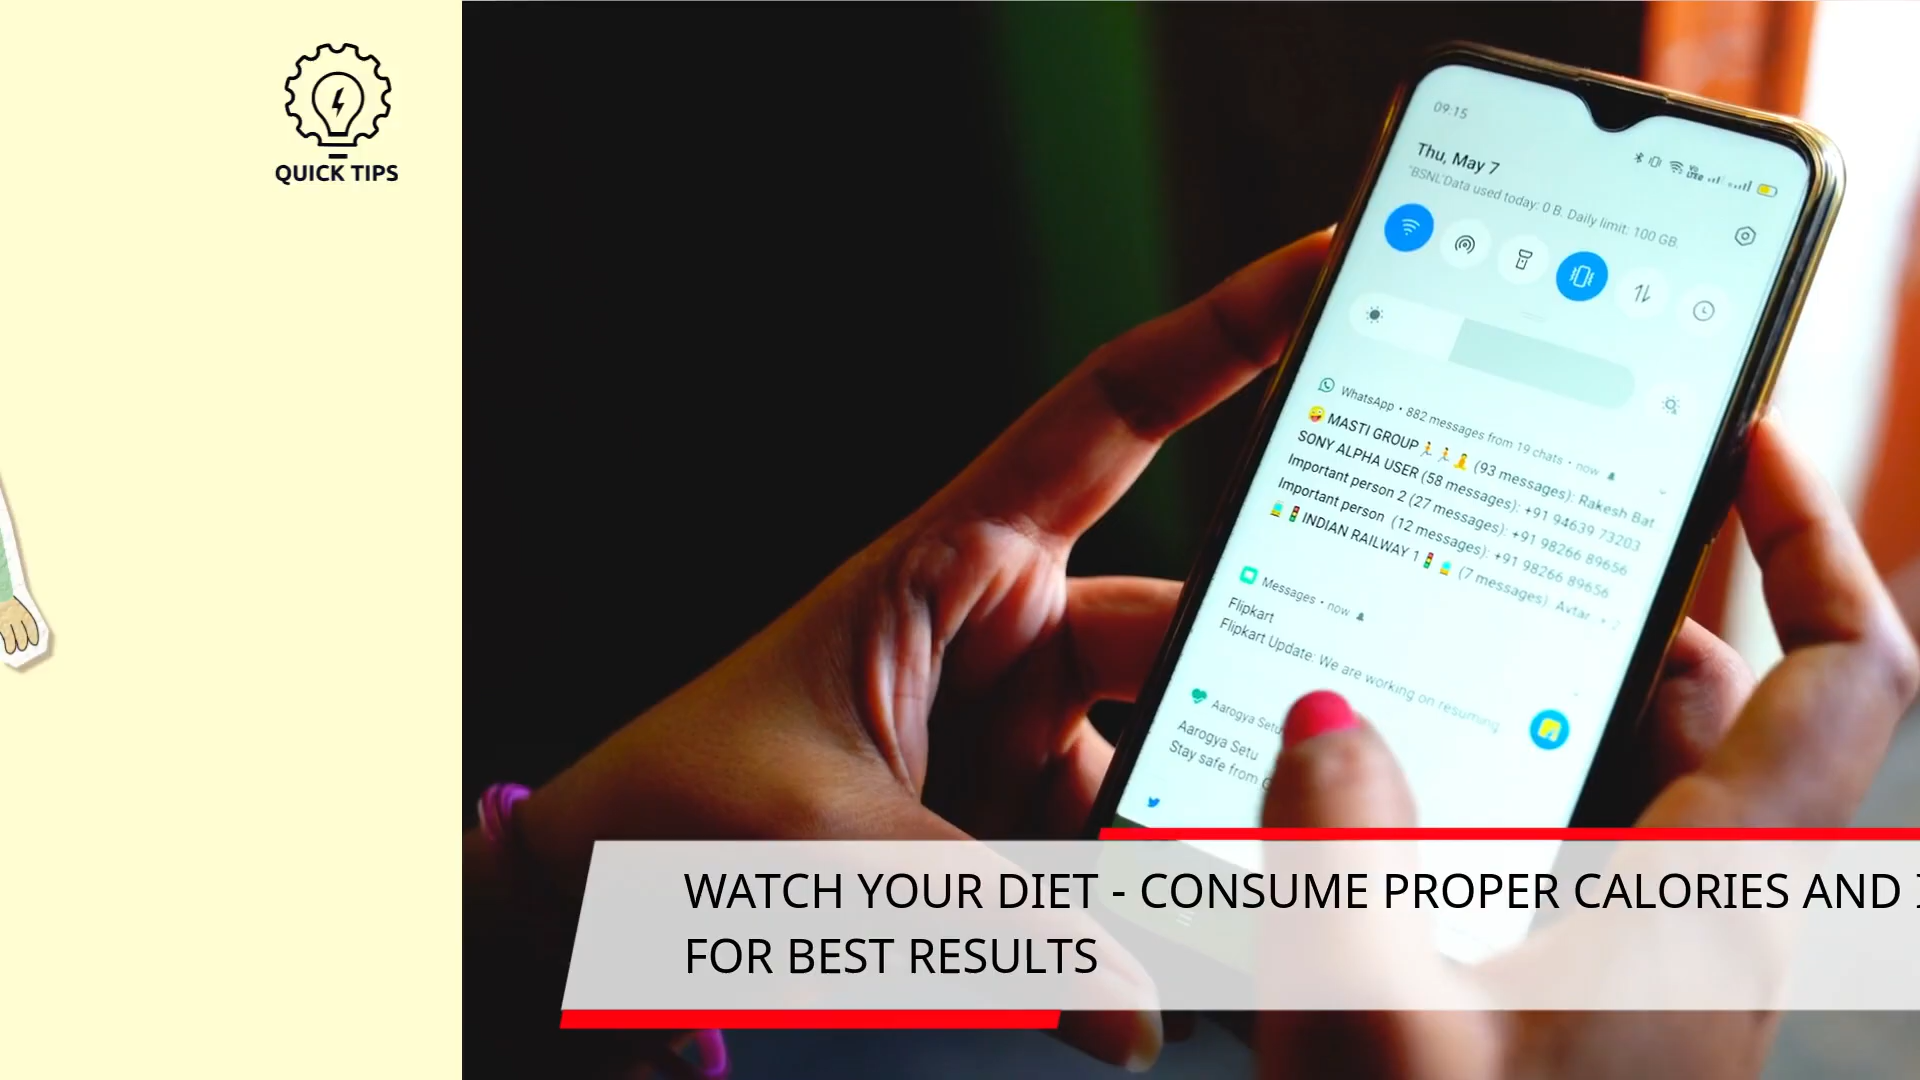 QUICK TIPS
09:15
Thu, May 7
'BSNL'Data used today: 0 B. Daily limit: 100 GB.
WhatsApp • 882 messages from 19 chats • now
MASTI GROUP (93 messages): Rakesh Bat
SONY ALPHA USER (58 messages): +91 94639 73203
Important person 2 (27 messages): +91 98266 89656
Important person (12 messages): +91 98266 89656
INDIAN RAILWAY 1 (7 messages) Avtar
Messages • now
Flipkart
Flipkart Update: We are working on resuming
Aarogya Setu
Aarogya Setu
Stay safe from
WATCH YOUR DIET - CONSUME PROPER CALORIES AND
FOR BEST RESULTS